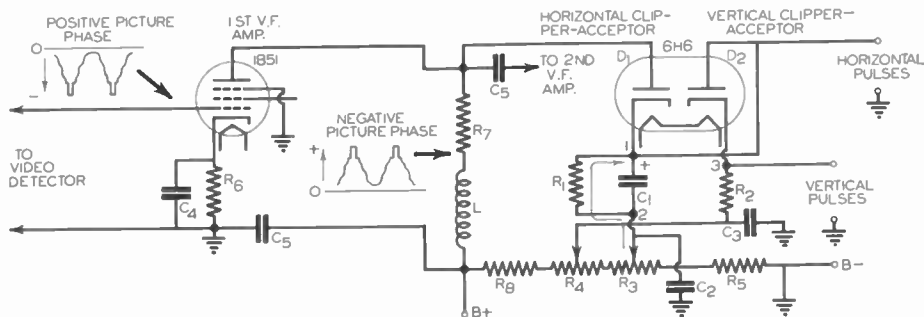 POSITIVE PICTURE
PHASE
O
−
1ST V.F.
AMP.
1851
HORIZONTAL CLIP-
PER-ACCEPTOR
VERTICAL CLIPPER-
ACCEPTOR
D1
6H6
D2
HORIZONTAL
PULSES
C5
TO 2ND
V.F.
AMP.
R7
NEGATIVE
PICTURE PHASE
+
O
TO
VIDEO
DETECTOR
C4
R6
C5
L
1
+
R1
C1
2
3
R2
C3
VERTICAL
PULSES
R8
R4
R3
C2
R5
B−
B+